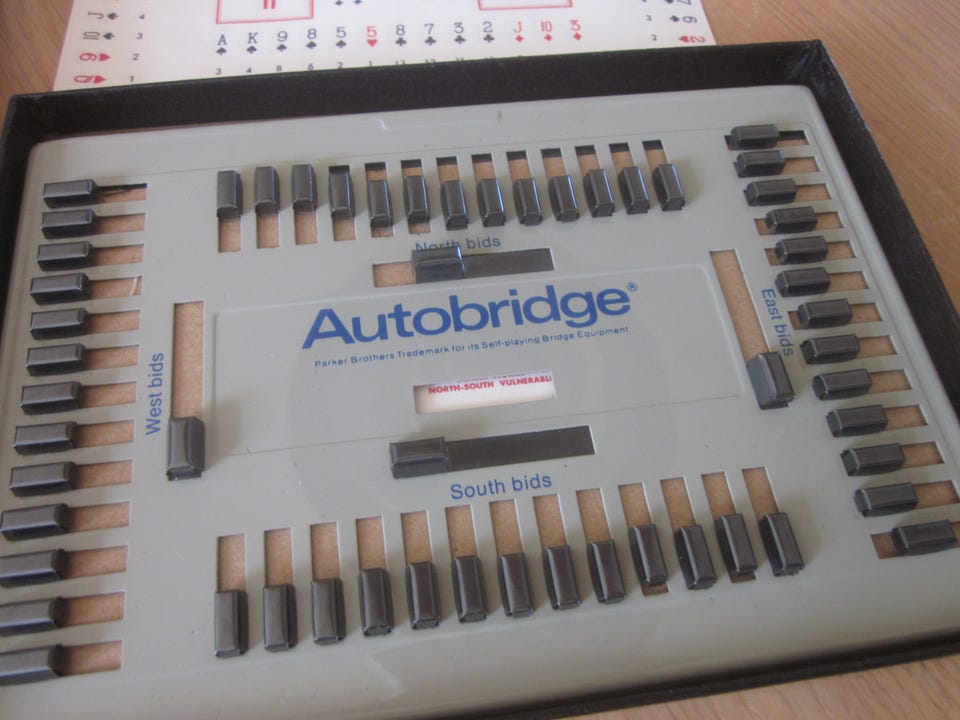 A K 9 8 5 5 8 7 3 2 J 10 3
North bids
Autobridge®
Parker Brothers Trademark for its Self-playing Bridge Equipment
NORTH-SOUTH VULNERABL
West bids
East bids
South bids